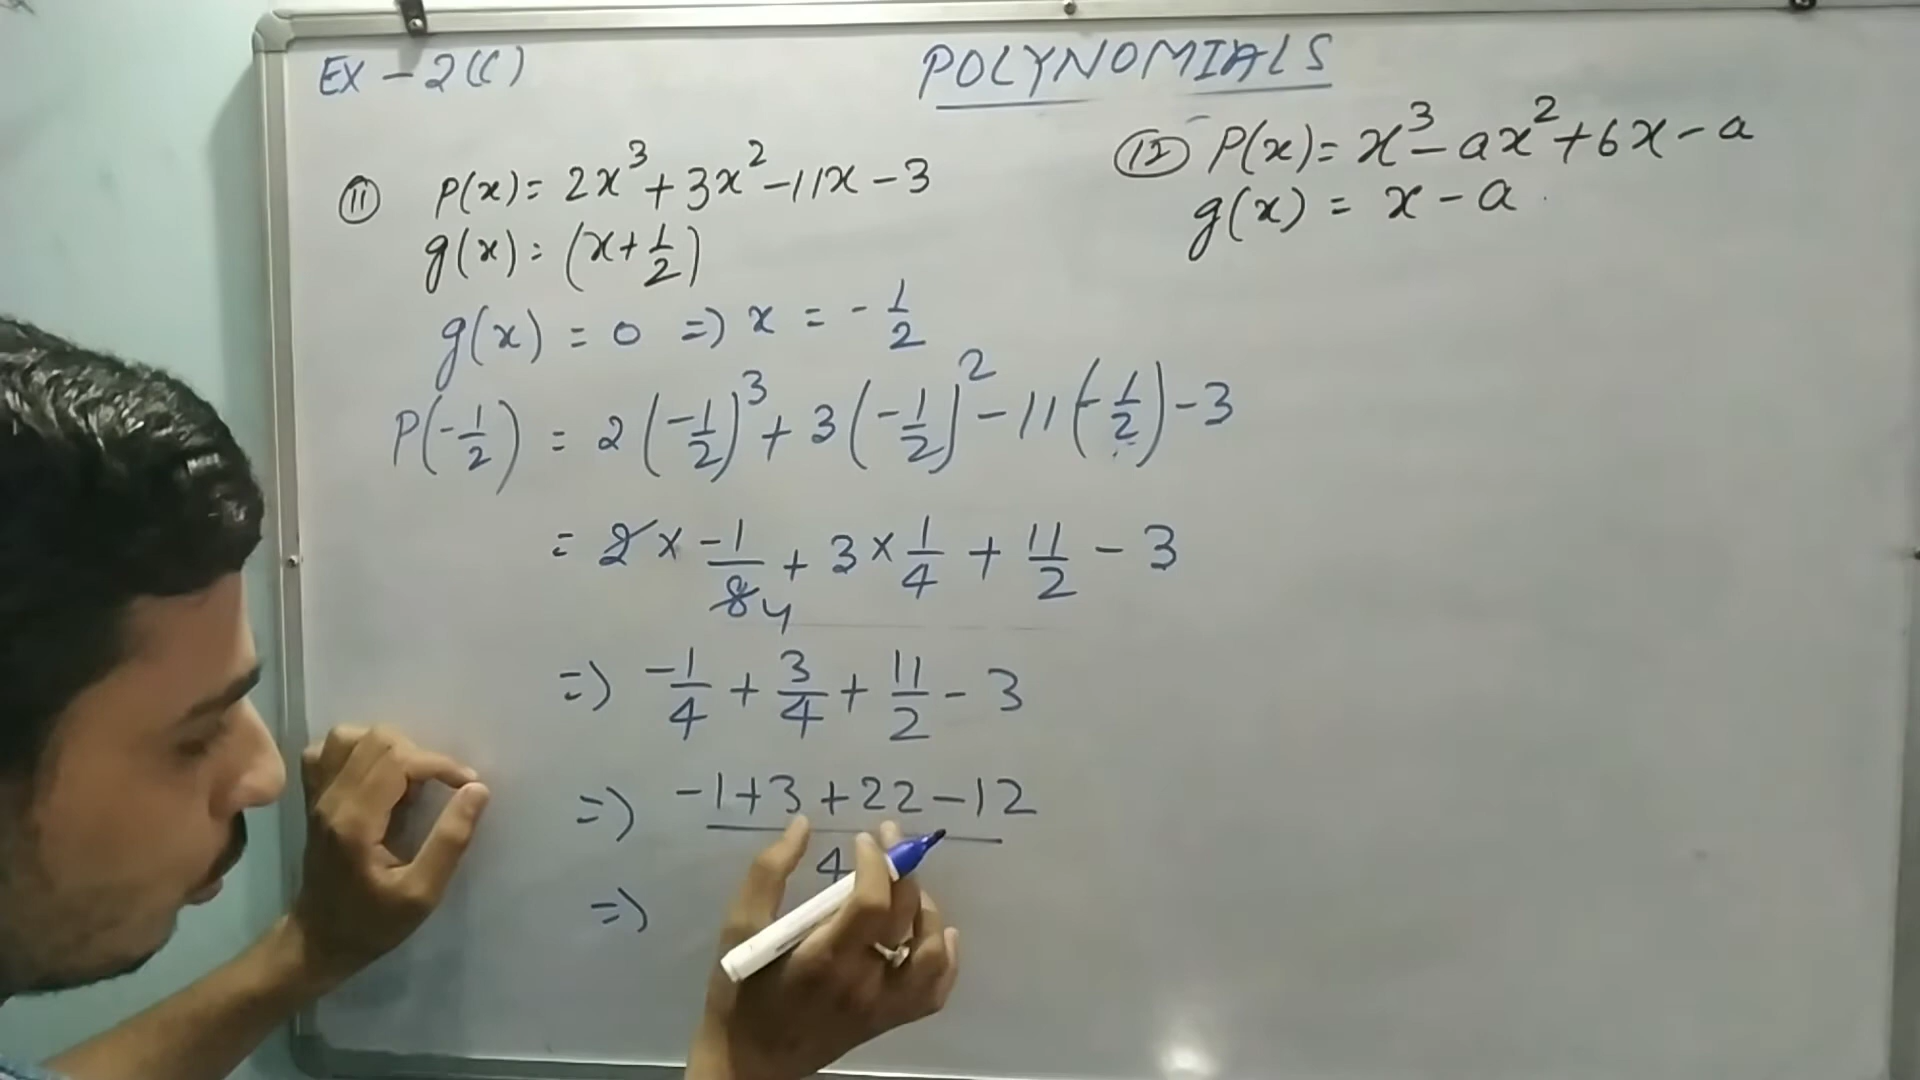 EX - 2(C)
POLYNOMIALS
⑪ P(x) = 2x³ + 3x² - 11x - 3
g(x) = (x + 1/2)
g(x) = 0 => x = - 1/2
P(-1/2) = 2(-1/2)³ + 3(-1/2)² - 11(-1/2) - 3
= 2 × -1/8 4 + 3 × 1/4 + 11/2 - 3
=> -1/4 + 3/4 + 11/2 - 3
=> -1+3+22-12
4
=>
⑫ P(x) = x³ - ax² + 6x - a
g(x) = x - a